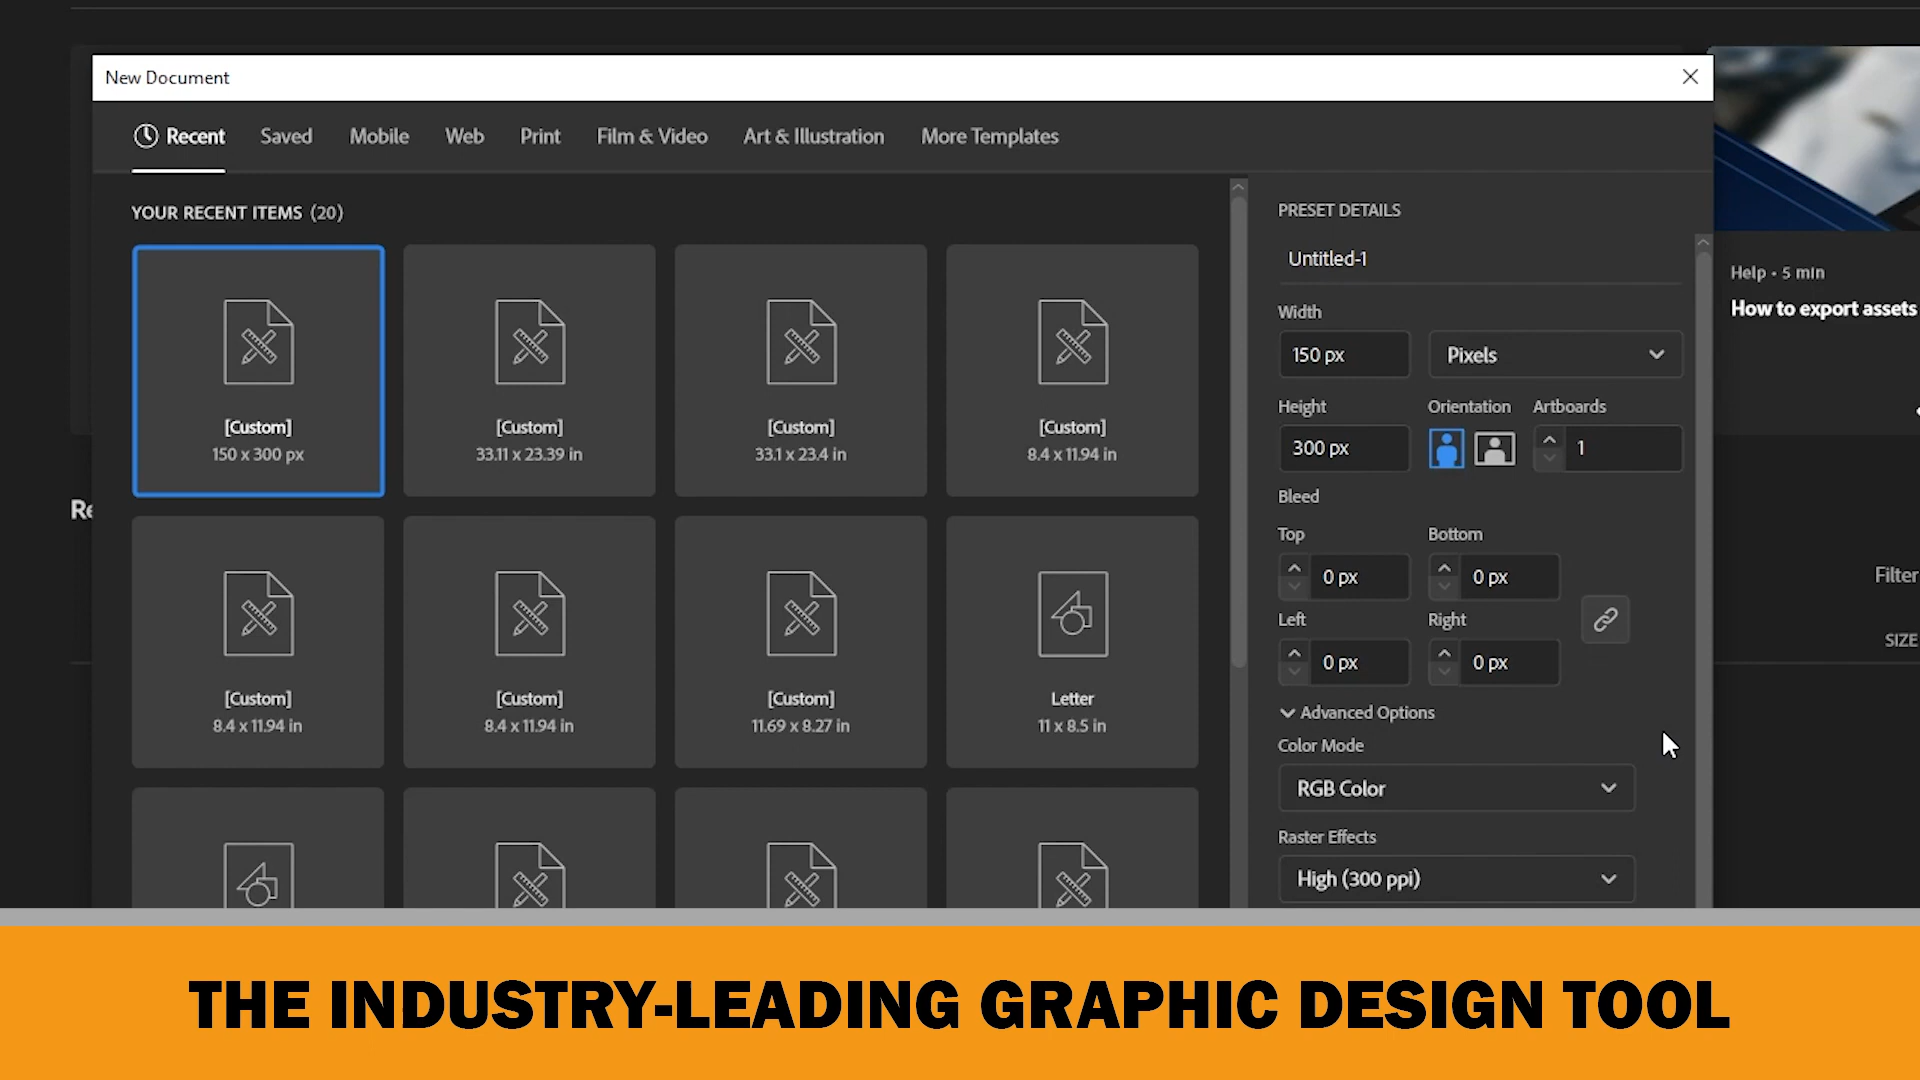 New Document
Recent Saved Mobile Web Print Film & Video Art & Illustration More Templates
YOUR RECENT ITEMS (20)
[Custom]
150 x 300 px
[Custom]
33.11 x 23.39 in
[Custom]
33.1 x 23.4 in
[Custom]
8.4 x 11.94 in
[Custom]
8.4 x 11.94 in
[Custom]
8.4 x 11.94 in
[Custom]
11.69 x 8.27 in
Letter
11 x 8.5 in
PRESET DETAILS
Untitled-1
Width
150 px Pixels
Height Orientation Artboards
300 px 1
Bleed
Top Bottom
0 px 0 px
Left Right
0 px 0 px
Advanced Options
Color Mode
RGB Color
Raster Effects
High (300 ppi)
Help • 5 min
How to export assets
Re
Filter
SIZE
THE INDUSTRY-LEADING GRAPHIC DESIGN TOOL